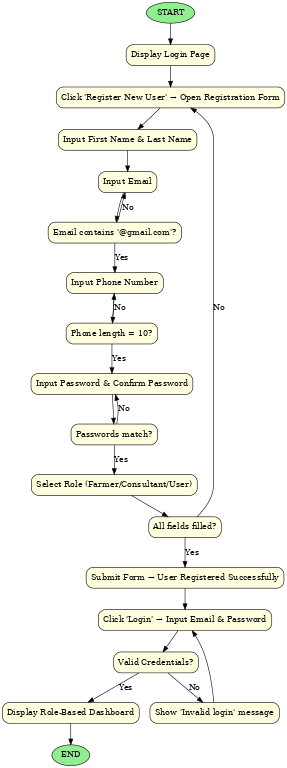 START
Display Login Page
Click 'Register New User' → Open Registration Form
Input First Name & Last Name
Input Email
No
Email contains '@gmail.com'?
Yes
Input Phone Number
No
No
Phone length = 10?
Yes
Input Password & Confirm Password
No
Passwords match?
Yes
Select Role (Farmer/Consultant/User)
All fields filled?
Yes
Submit Form → User Registered Successfully
Click 'Login' → Input Email & Password
Valid Credentials?
Yes
No
Display Role-Based Dashboard
Show 'Invalid login' message
END